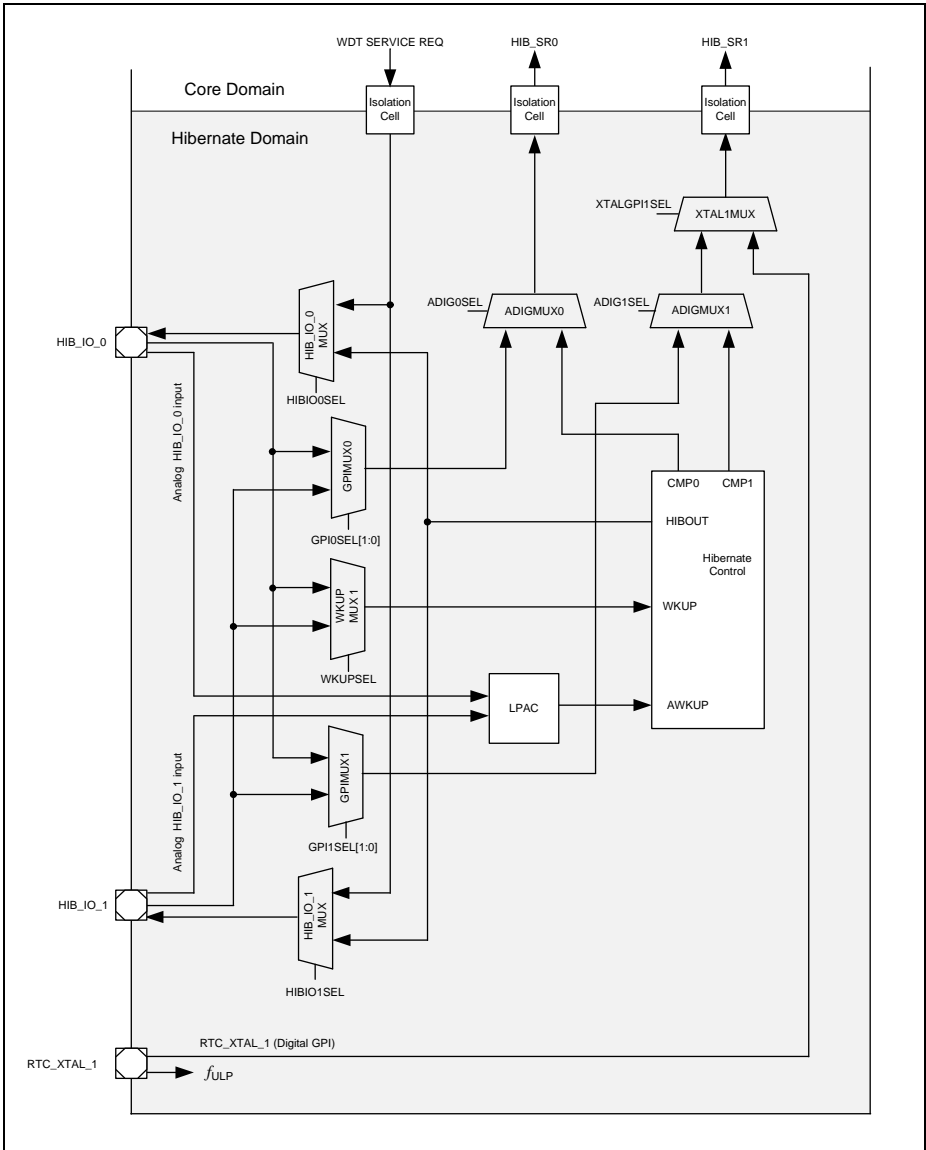 WDT SERVICE REQ
HIB_SR0
HIB_SR1
Core Domain
Isolation
Cell
Isolation
Cell
Isolation
Cell
Hibernate Domain
XTALGPI1SEL
XTAL1MUX
ADIG0SEL
ADIGMUX0
ADIG1SEL
ADIGMUX1
HIB_IO_0
MUX
HIB_IO_0
HIBIO0SEL
Analog HIB_IO_0 input
GPIMUX0
GPI0SEL[1:0]
CMP0
CMP1
HIBOUT
Hibernate
Control
WKUP
MUX 1
WKUP
WKUPSEL
LPAC
AWKUP
Analog HIB_IO_1 input
GPIMUX1
GPI1SEL[1:0]
HIB_IO_1
HIB_IO_1
MUX
HIBIO1SEL
RTC_XTAL_1 (Digital GPI)
RTC_XTAL_1
fULP